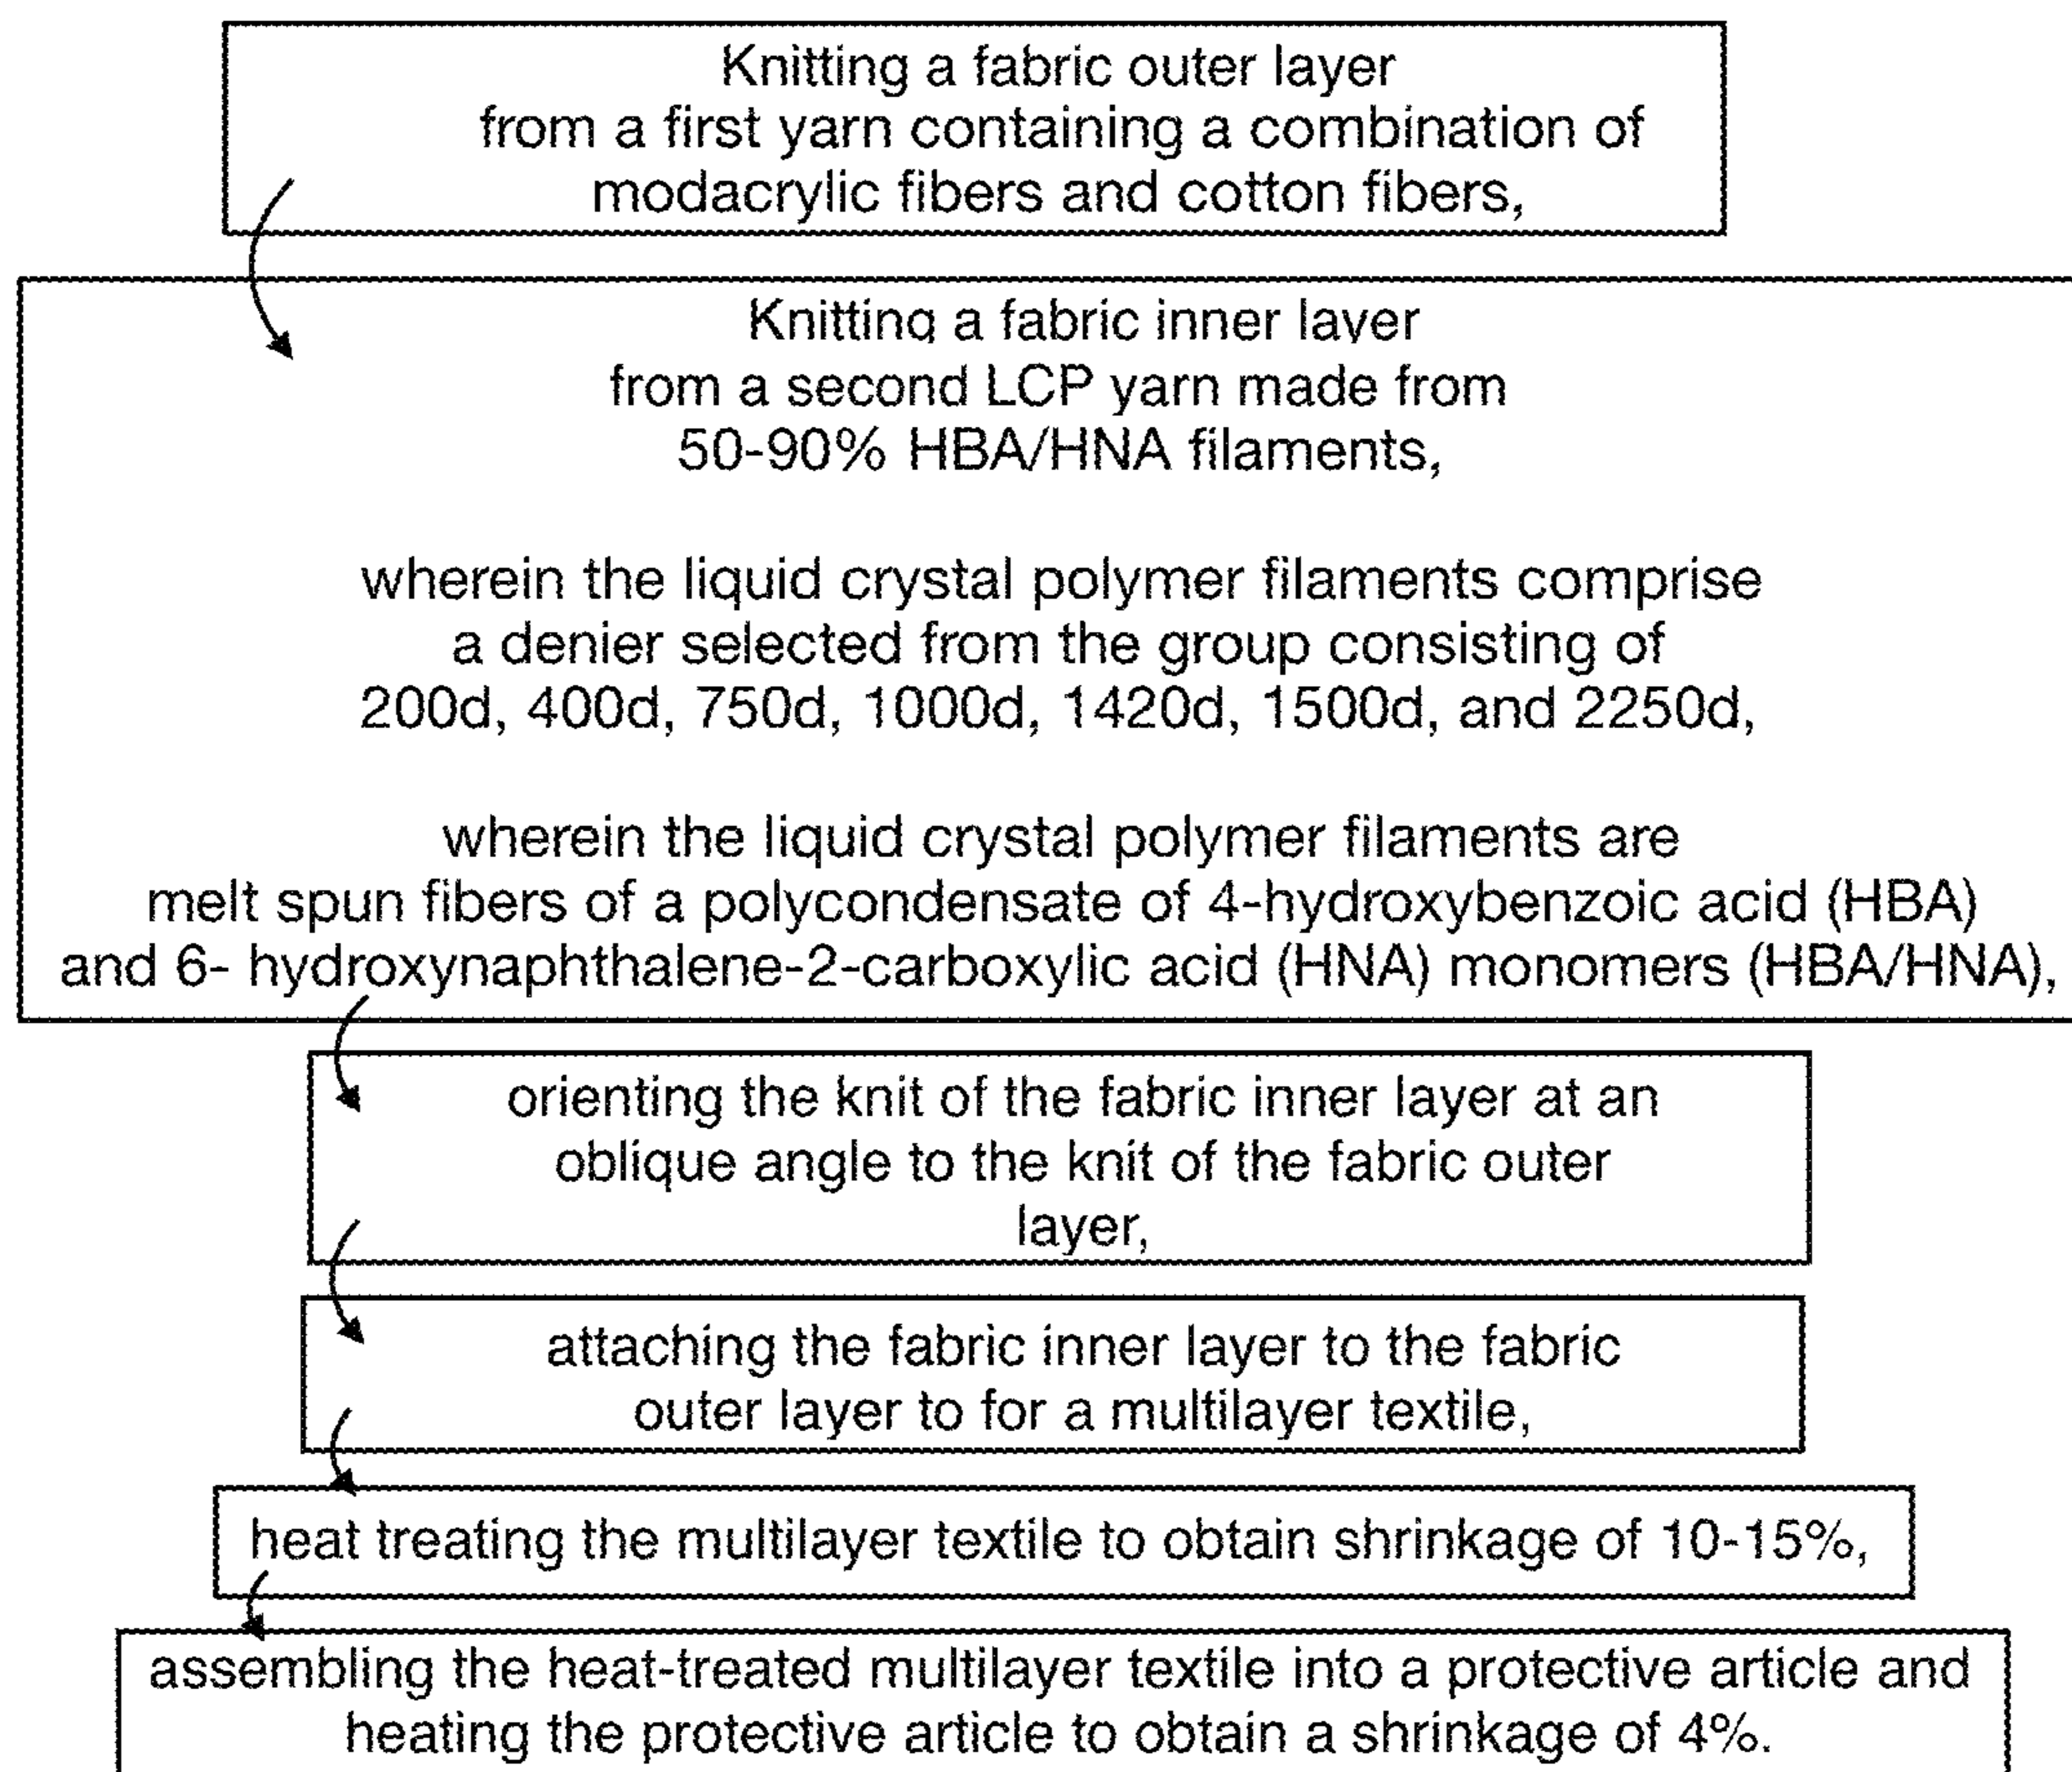 Knitting a fabric outer layer
from a first yarn containing a combination of
modacrylic fibers and cotton fibers,
Knitting a fabric inner layer
from a second LCP yarn made from
50-90% HBA/HNA filaments,
wherein the liquid crystal polymer filaments comprise
a denier selected from the group consisting of
200d, 400d, 750d, 1000d, 1420d, 1500d, and 2250d,
wherein the liquid crystal polymer filaments are
melt spun fibers of a polycondensate of 4-hydroxybenzoic acid (HBA)
and 6- hydroxynaphthalene-2-carboxylic acid (HNA) monomers (HBA/HNA),
orienting the knit of the fabric inner layer at an
oblique angle to the knit of the fabric outer
layer,
attaching the fabric inner layer to the fabric
outer layer to for a multilayer textile,
heat treating the multilayer textile to obtain shrinkage of 10-15%,
assembling the heat-treated multilayer textile into a protective article and
heating the protective article to obtain a shrinkage of 4%.